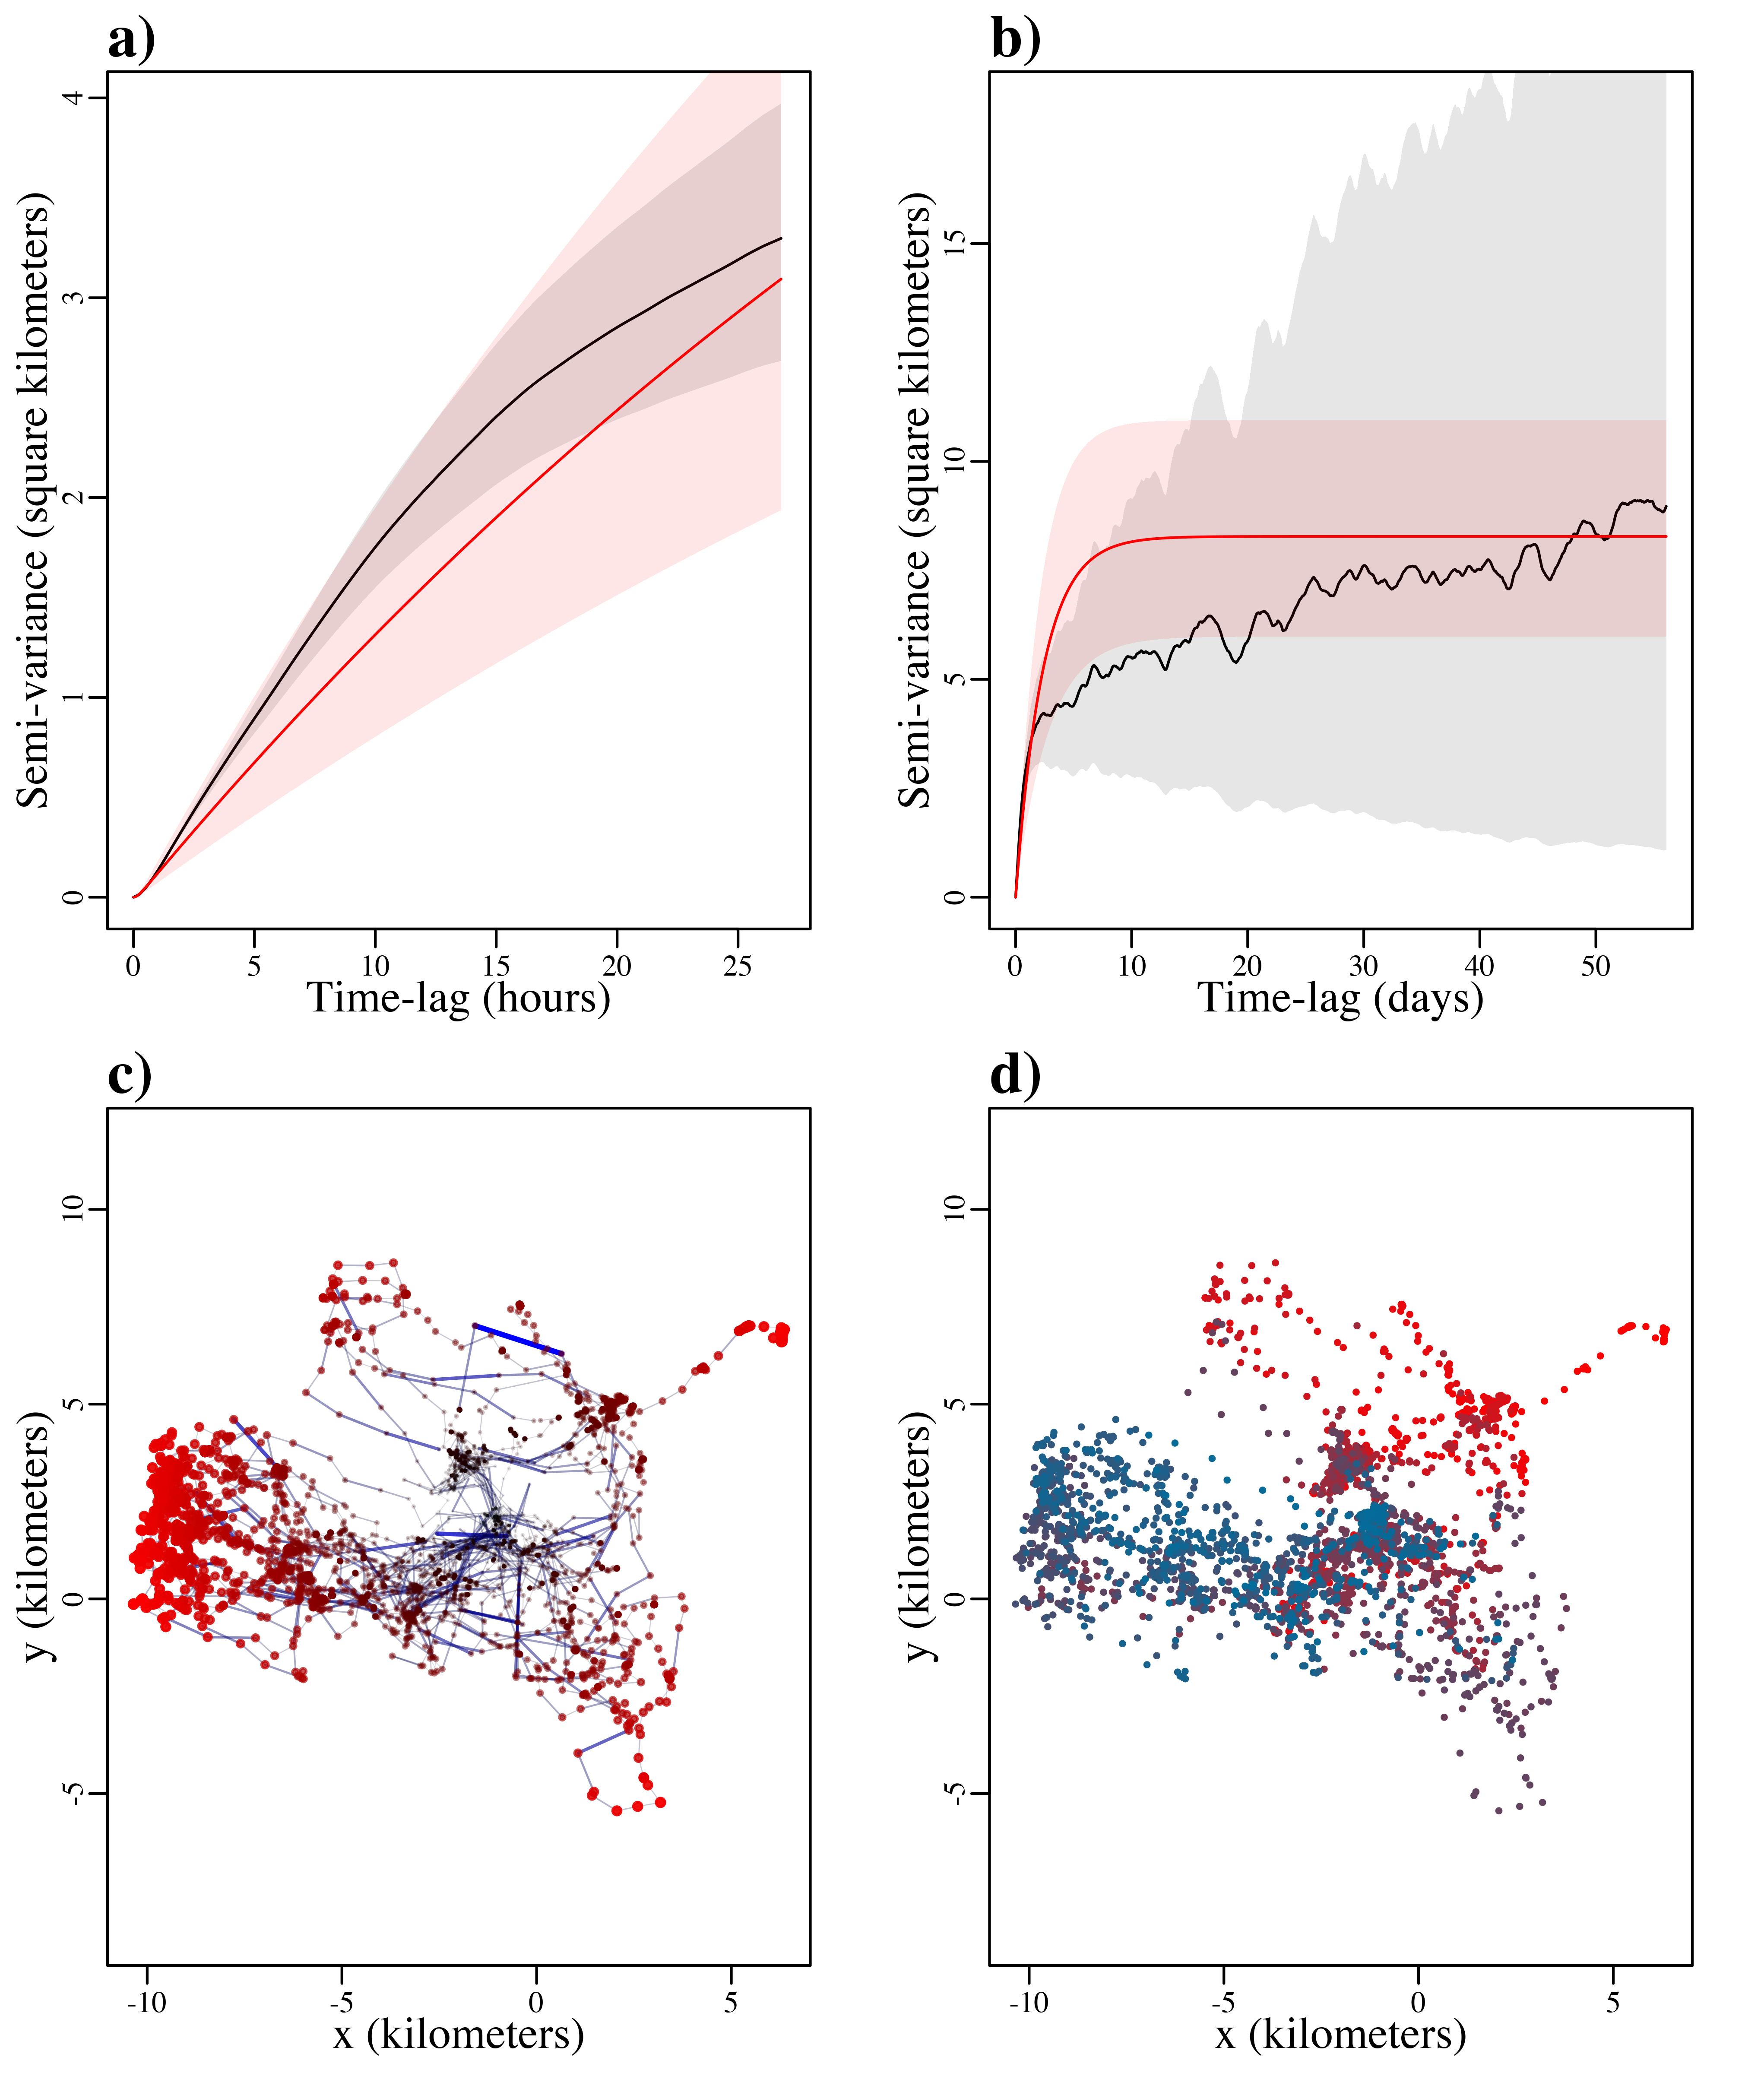 a)
Semi-variance (square kilometers)
4
3
2
1
0
0 5 10 15 20 25
Time-lag (hours)
b)
Semi-variance (square kilometers)
15
10
5
0
0 10 20 30 40 50
Time-lag (days)
c)
y (kilometers)
10
5
0
-5
-10 -5 0 5
x (kilometers)
d)
y (kilometers)
10
5
0
-5
-10 -5 0 5
x (kilometers)